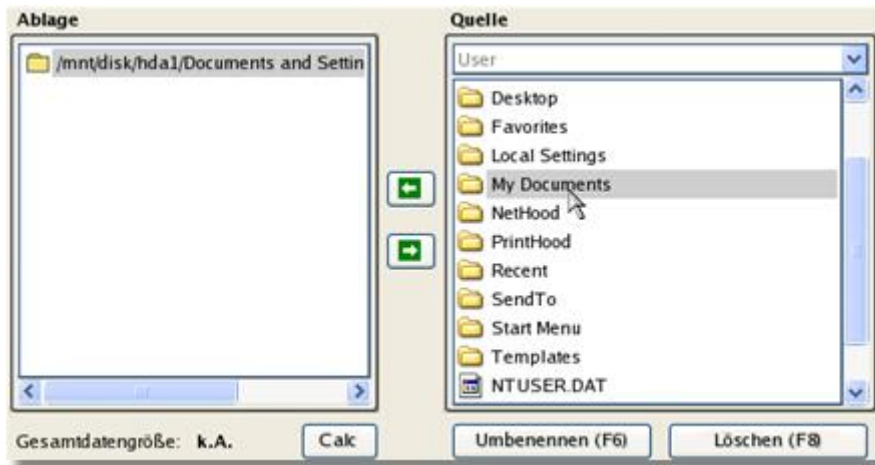 Ablage
/mnt/disk/hda1/Documents and Settin
Gesamtdatengröße: k.A.
Calc
Quelle
User
Desktop
Favorites
Local Settings
My Documents
NetHood
PrintHood
Recent
SendTo
Start Menu
Templates
NTUSER.DAT
Umbenennen (F6)
Löschen (F8)